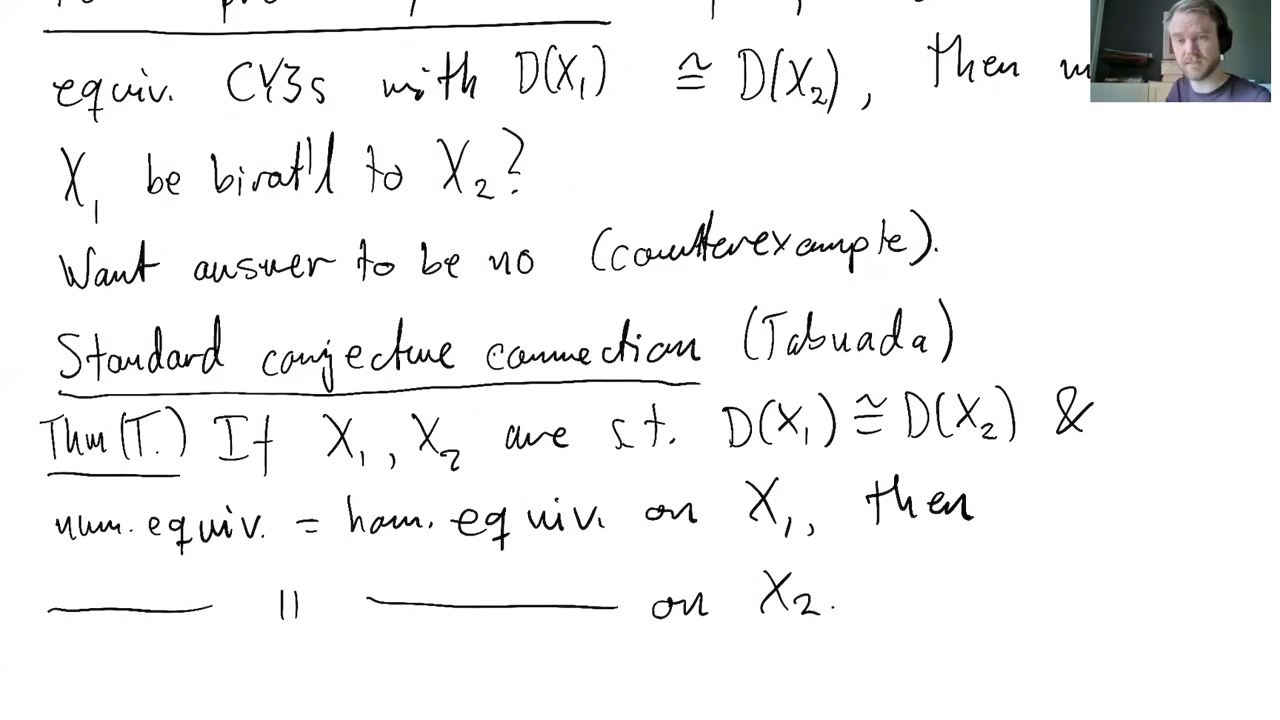 equiv. CY3s with D(X₁) ≅ D(X₂), then
X₁ be birat'l to X₂?
Want answer to be no (counterexample).
Standard conjecture connection (Tabuada)
Thm (T.) If X₁, X₂ are s.t. D(X₁) ≅ D(X₂) &
num. equiv. = hom. equiv. on X₁, then
—— 11 —— on X₂.